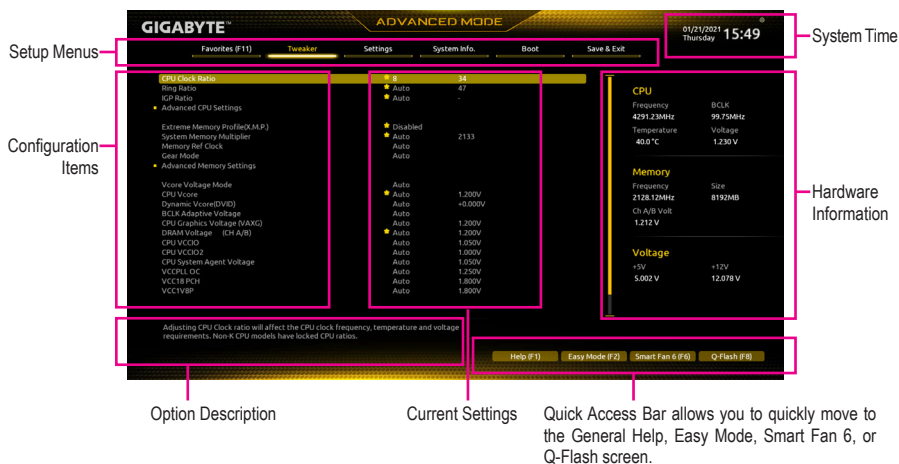 GIGABYTE™
ADVANCED MODE
01/21/2021
Thursday
15:49
System Time
Setup Menus
Favorites (F11) Tweaker Settings System Info. Boot Save & Exit
CPU Clock Ratio 8 34
Ring Ratio Auto 47
IGP Ratio Auto -
Advanced CPU Settings
Extreme Memory Profile(X.M.P.) Disabled
System Memory Multiplier Auto 2133
Memory Ref Clock Auto
Gear Mode Auto
Advanced Memory Settings
Vcore Voltage Mode Auto
CPU Vcore Auto 1.200V
Dynamic Vcore(DVID) Auto +0.000V
BCLK Adaptive Voltage Auto
CPU Graphics Voltage (VAXG) Auto 1.200V
DRAM Voltage (CH A/B) Auto 1.200V
CPU VCCIO Auto 1.050V
CPU VCCIO2 Auto 1.000V
CPU System Agent Voltage Auto 1.050V
VCCPLL OC Auto 1.250V
VCC18 PCH Auto 1.800V
VCC1V8P Auto 1.800V
Configuration
Items
CPU
Frequency BCLK
4291.23MHz 99.75MHz
Temperature Voltage
40.0 °C 1.230 V
Memory
Frequency Size
2128.12MHz 8192MB
Ch A/B Volt
1.212 V
Voltage
+5V +12V
5.002 V 12.078 V
Hardware
Information
Adjusting CPU Clock ratio will affect the CPU clock frequency, temperature and voltage
requirements. Non-K CPU models have locked CPU ratios.
Help (F1) Easy Mode (F2) Smart Fan 6 (F6) Q-Flash (F8)
Option Description
Current Settings
Quick Access Bar allows you to quickly move to
the General Help, Easy Mode, Smart Fan 6, or
Q-Flash screen.